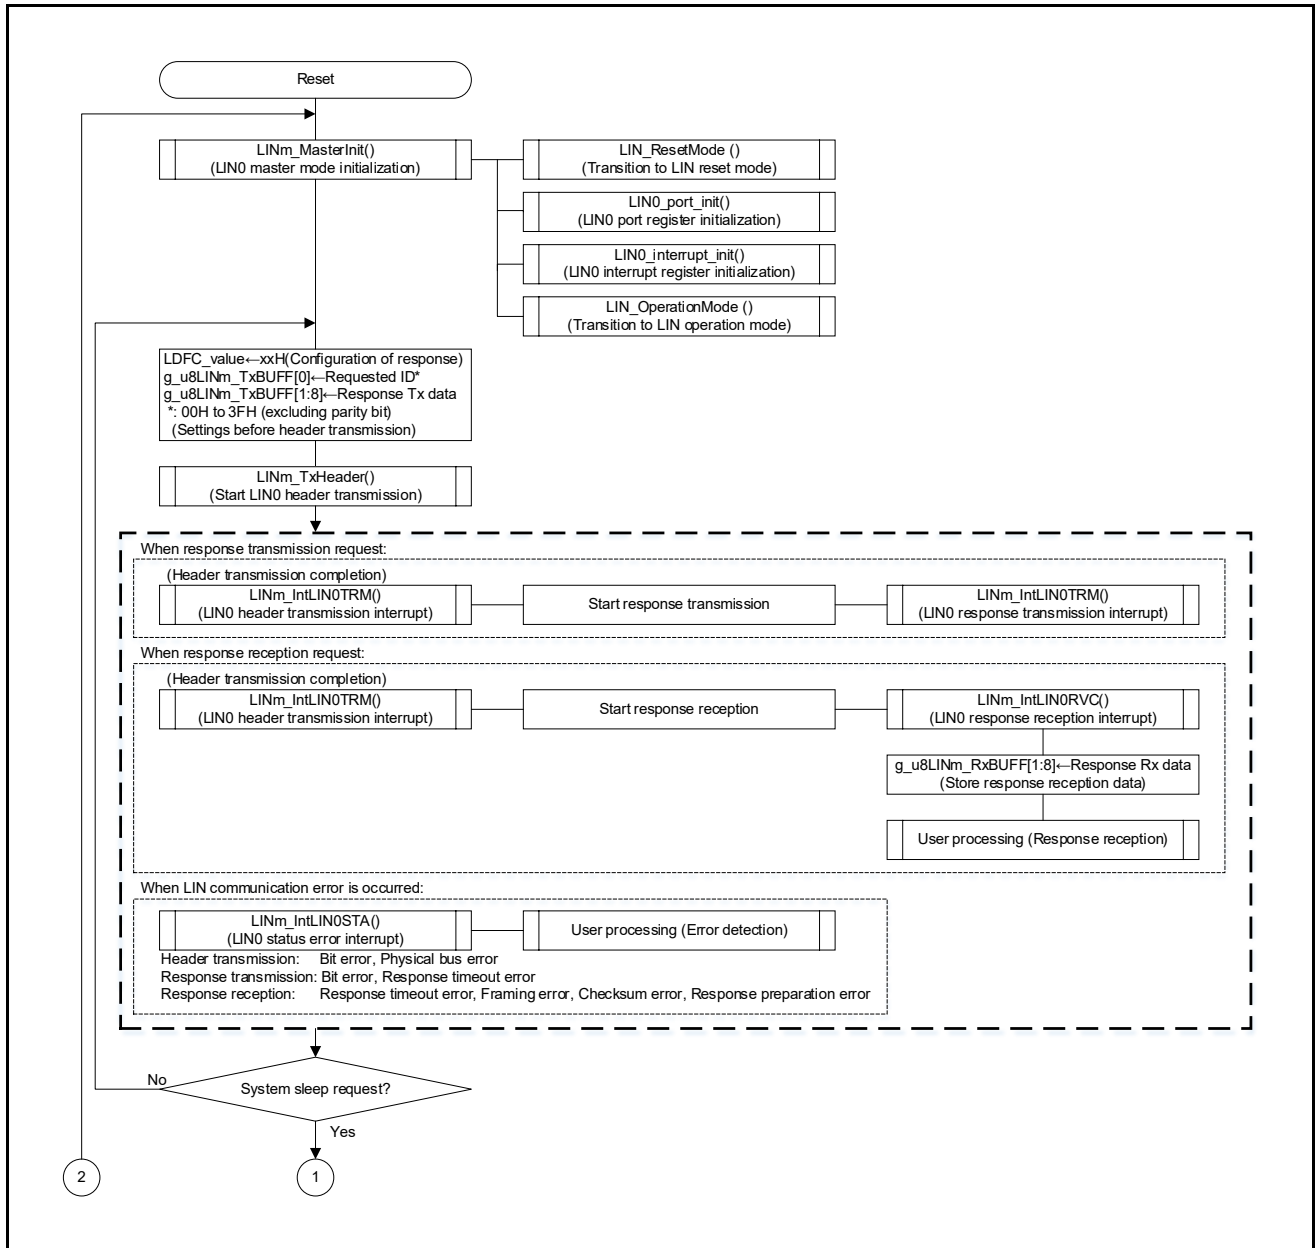 Reset
LINm_MasterInit()
(LIN0 master mode initialization)
LIN_ResetMode ()
(Transition to LIN reset mode)
LIN0_port_init()
(LIN0 port register initialization)
LIN0_interrupt_init()
(LIN0 interrupt register initialization)
LIN_OperationMode ()
(Transition to LIN operation mode)
LDFC_value←xxH(Configuration of response)
g_u8LINm_TxBUFF[0]←Requested ID*
g_u8LINm_TxBUFF[1:8]←Response Tx data
*: 00H to 3FH (excluding parity bit)
(Settings before header transmission)
LINm_TxHeader()
(Start LIN0 header transmission)
When response transmission request:
(Header transmission completion)
LINm_IntLIN0TRM()
(LIN0 header transmission interrupt)
Start response transmission
LINm_IntLIN0TRM()
(LIN0 response transmission interrupt)
When response reception request:
(Header transmission completion)
LINm_IntLIN0TRM()
(LIN0 header transmission interrupt)
Start response reception
LINm_IntLIN0RVC()
(LIN0 response reception interrupt)
g_u8LINm_RxBUFF[1:8]←Response Rx data
(Store response reception data)
User processing (Response reception)
When LIN communication error is occurred:
LINm_IntLIN0STA()
(LIN0 status error interrupt)
User processing (Error detection)
Header transmission: Bit error, Physical bus error
Response transmission: Bit error, Response timeout error
Response reception: Response timeout error, Framing error, Checksum error, Response preparation error
System sleep request?
No
Yes
2
1